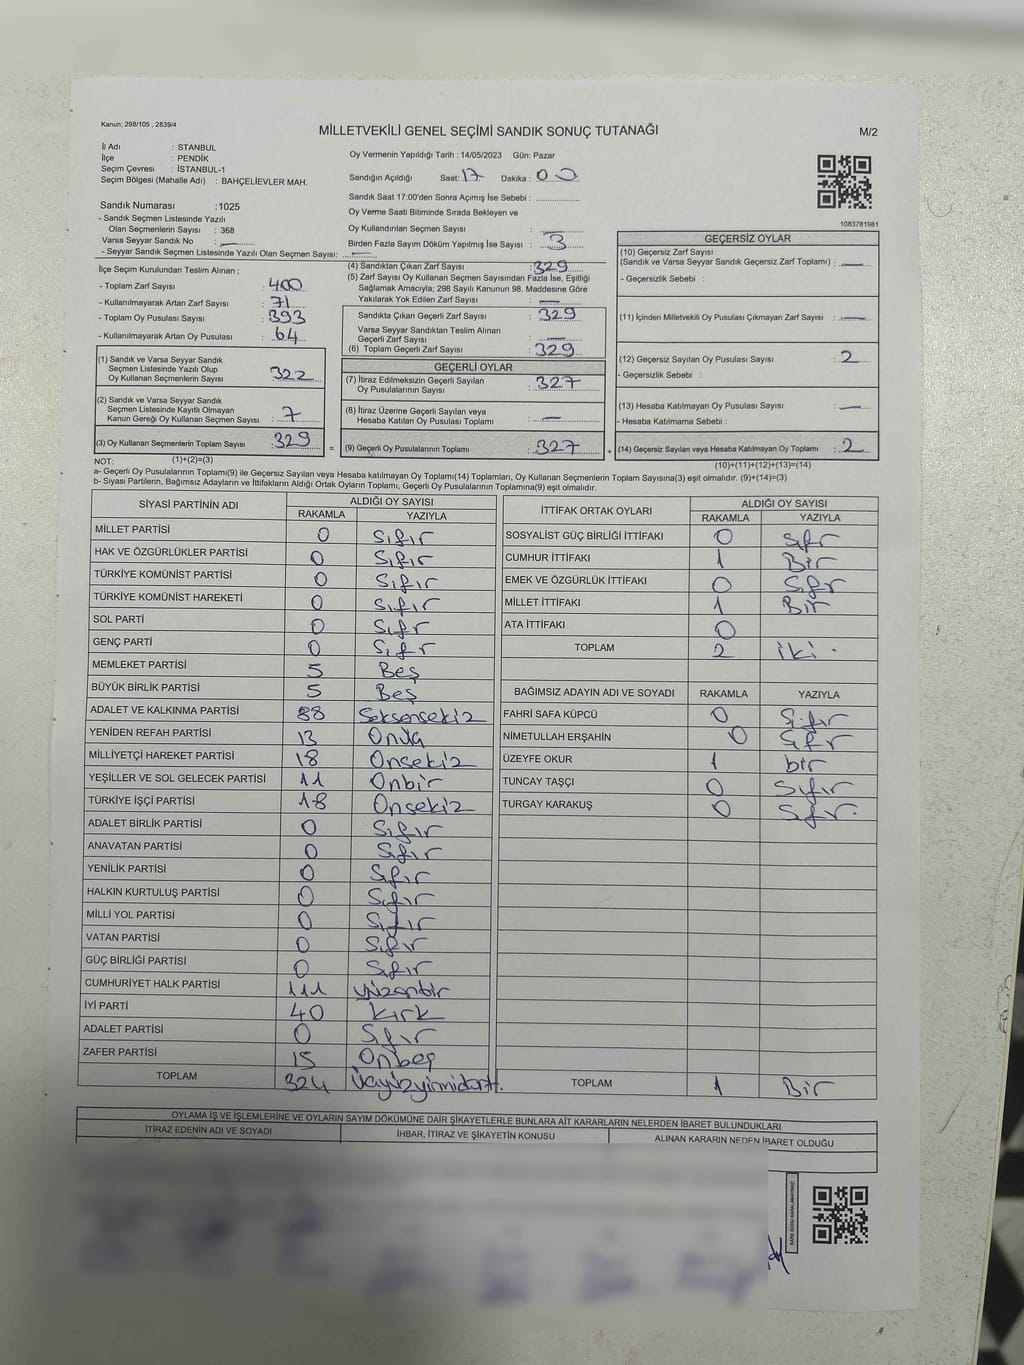 Kanun; 298/105 , 2839/4
MİLLETVEKİLİ GENEL SEÇİMİ SANDIK SONUÇ TUTANAĞI
M/2
İl Adı : İSTANBUL
İlçe : PENDİK
Seçim Çevresi : İSTANBUL-1
Seçim Bölgesi (Mahalle Adı) : BAHÇELİEVLER MAH.
Sandık Numarası : 1025
- Sandık Seçmen Listesinde Yazılı
Olan Seçmenlerin Sayısı : 368
Varsa Seyyar Sandık No : —
- Seyyar Sandık Seçmen Listesinde Yazılı Olan Seçmen Sayısı: —
Oy Vermenin Yapıldığı Tarih : 14/05/2023 Gün: Pazar
Sandığın Açıldığı Saat: 17 Dakika : 00
Sandık Saat 17:00'den Sonra Açımış İse Sebebi :
Oy Verme Saati Bitiminde Sırada Bekleyen ve
Oy Kullandırılan Seçmen Sayısı : —
Birden Fazla Sayım Döküm Yapılmış İse Sayısı : 3
1083781981
İlçe Seçim Kurulundan Teslim Alınan ;
- Toplam Zarf Sayısı : 400
- Kullanılmayarak Artan Zarf Sayısı : 71
- Toplam Oy Pusulası Sayısı : 393
- Kullanılmayarak Artan Oy Pusulası : 64
(4) Sandıktan Çıkan Zarf Sayısı : 329
(5) Zarf Sayısı Oy Kullanan Seçmen Sayısından Fazla İse, Eşitliği
Sağlamak Amacıyla; 298 Sayılı Kanunun 98. Maddesine Göre
Yakılarak Yok Edilen Zarf Sayısı : —
Sandıkta Çıkan Geçerli Zarf Sayısı : 329
Varsa Seyyar Sandıktan Teslim Alınan
Geçerli Zarf Sayısı : —
(6) Toplam Geçerli Zarf Sayısı : 329
GEÇERSİZ OYLAR
(10) Geçersiz Zarf Sayısı
(Sandık ve Varsa Seyyar Sandık Geçersiz Zarf Toplamı) : —
- Geçersizlik Sebebi :
(11) İçinden Milletvekili Oy Pusulası Çıkmayan Zarf Sayısı : —
(12) Geçersiz Sayılan Oy Pusulası Sayısı : 2
- Geçersizlik Sebebi :
(13) Hesaba Katılmayan Oy Pusulası Sayısı : —
- Hesaba Katılmama Sebebi :
(14) Geçersiz Sayılan veya Hesaba Katılmayan Oy Toplamı : 2
(1) Sandık ve Varsa Seyyar Sandık
Seçmen Listesinde Yazılı Olup
Oy Kullanan Seçmenlerin Sayısı : 322
(2) Sandık ve Varsa Seyyar Sandık
Seçmen Listesinde Kayıtlı Olmayan
Kanun Gereği Oy Kullanan Seçmen Sayısı : 7
(3) Oy Kullanan Seçmenlerin Toplam Sayısı : 329
GEÇERLİ OYLAR
(7) İtiraz Edilmeksizin Geçerli Sayılan
Oy Pusulalarının Sayısı : 327
(8) İtiraz Üzerine Geçerli Sayılan veya
Hesaba Katılan Oy Pusulası Toplamı : —
= (9) Geçerli Oy Pusulalarının Toplamı : 327 +
NOT: (1)+(2)=(3)
(10)+(11)+(12)+(13)=(14)
a- Geçerli Oy Pusulalarının Toplamı(9) ile Geçersiz Sayılan veya Hesaba katılmayan Oy Toplamı(14) Toplamları, Oy Kullanan Seçmenlerin Toplam Sayısına(3) eşit olmalıdır. (9)+(14)=(3)
b- Siyasi Partilerin, Bağımsız Adayların ve İttifakların Aldığı Ortak Oyların Toplamı, Geçerli Oy Pusulalarının Toplamına(9) eşit olmalıdır.
SİYASİ PARTİNİN ADI ALDIĞI OY SAYISI
RAKAMLA YAZIYLA
MİLLET PARTİSİ 0 Sıfır
HAK VE ÖZGÜRLÜKLER PARTİSİ 0 Sıfır
TÜRKİYE KOMÜNİST PARTİSİ 0 Sıfır
TÜRKİYE KOMÜNİST HAREKETİ 0 Sıfır
SOL PARTİ 0 Sıfr
GENÇ PARTİ 0 Sıfr
MEMLEKET PARTİSİ 5 Beş
BÜYÜK BİRLİK PARTİSİ 5 Beş
ADALET VE KALKINMA PARTİSİ 88 Seksensekiz
YENİDEN REFAH PARTİSİ 13
MİLLİYETÇİ HAREKET PARTİSİ 18 Onsekiz
YEŞİLLER VE SOL GELECEK PARTİSİ 11 Onbir
TÜRKİYE İŞÇİ PARTİSİ 18 Onsekiz
ADALET BİRLİK PARTİSİ 0 Sıfır
ANAVATAN PARTİSİ 0 Sıfır
YENİLİK PARTİSİ 0 Sıfır
HALKIN KURTULUŞ PARTİSİ 0 Sıfır
MİLLİ YOL PARTİSİ 0 Sıfır
VATAN PARTİSİ 0 Sıfır
GÜÇ BİRLİĞİ PARTİSİ 0 Sıfır
CUMHURİYET HALK PARTİSİ 111 yüzonbir
İYİ PARTİ 40 kırk
ADALET PARTİSİ 0 Sıfır
ZAFER PARTİSİ 15 Onbeş
TOPLAM 324 Üçyüzyirmidört.
İTTİFAK ORTAK OYLARI ALDIĞI OY SAYISI
RAKAMLA YAZIYLA
SOSYALİST GÜÇ BİRLİĞİ İTTİFAKI 0 Sıfr
CUMHUR İTTİFAKI 1 Bir
EMEK VE ÖZGÜRLÜK İTTİFAKI 0 Sıfr
MİLLET İTTİFAKI 1 Bir
ATA İTTİFAKI 0
TOPLAM 2 iki
BAĞIMSIZ ADAYIN ADI VE SOYADI RAKAMLA YAZIYLA
FAHRİ SAFA KÜPCÜ 0 Sıfır
NİMETULLAH ERŞAHİN 0 Sıfr
ÜZEYFE OKUR 1 bir
TUNCAY TAŞÇI 0 Sıfır
TURGAY KARAKUŞ 0 Sıfr.
TOPLAM 1 Bir
OYLAMA İŞ VE İŞLEMLERİNE VE OYLARIN SAYIM DÖKÜMÜNE DAİR ŞİKAYETLERLE BUNLARA AİT KARARLARIN NELERDEN İBARET BULUNDUKLARI
İTİRAZ EDENİN ADI VE SOYADI İHBAR, İTİRAZ VE ŞİKAYETİN KONUSU ALINAN KARARIN NEDEN İBARET OLDUĞU